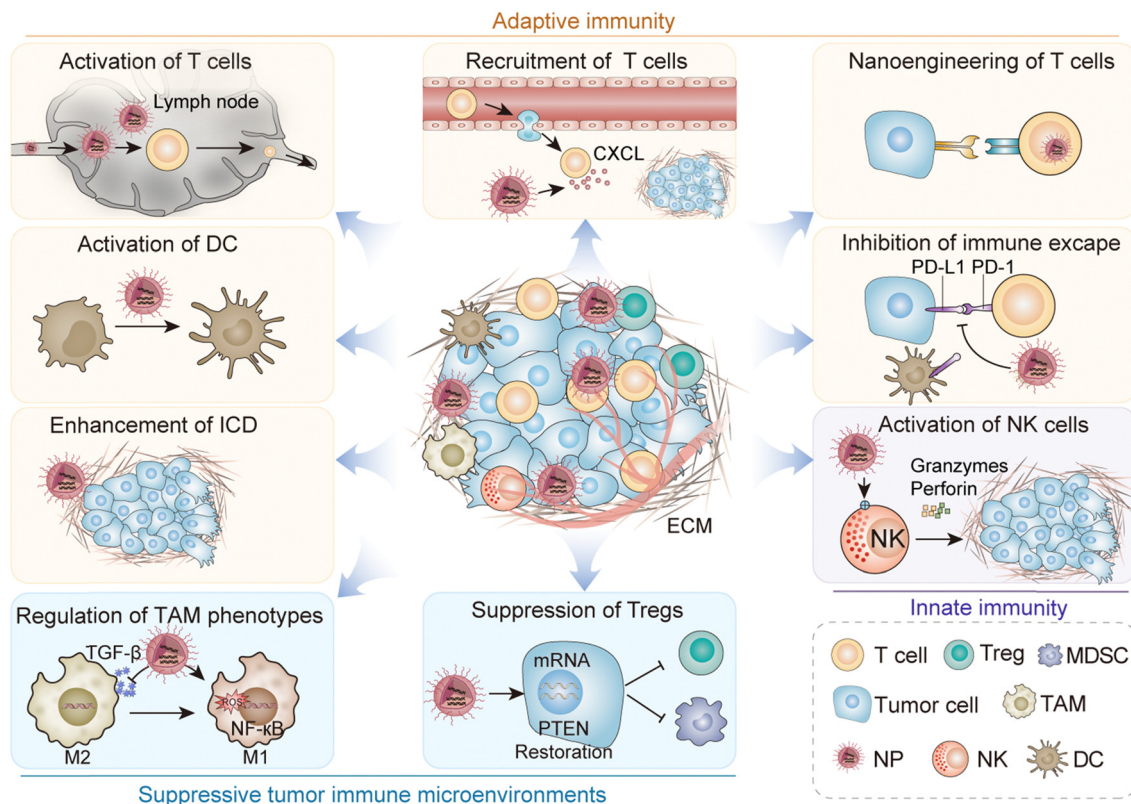 Adaptive immunity
Activation of T cells
Lymph node
Recruitment of T cells
CXCL
Nanoengineering of T cells
Activation of DC
Inhibition of immune excape
PD-L1 PD-1
Enhancement of ICD
ECM
Activation of NK cells
Granzymes
Perforin
NK
Regulation of TAM phenotypes
TGF-β
ROS
NF-κB
M2
M1
Suppression of Tregs
mRNA
PTEN
Restoration
Suppressive tumor immune microenvironments
Innate immunity
T cell
Treg
MDSC
Tumor cell
TAM
NP
NK
DC